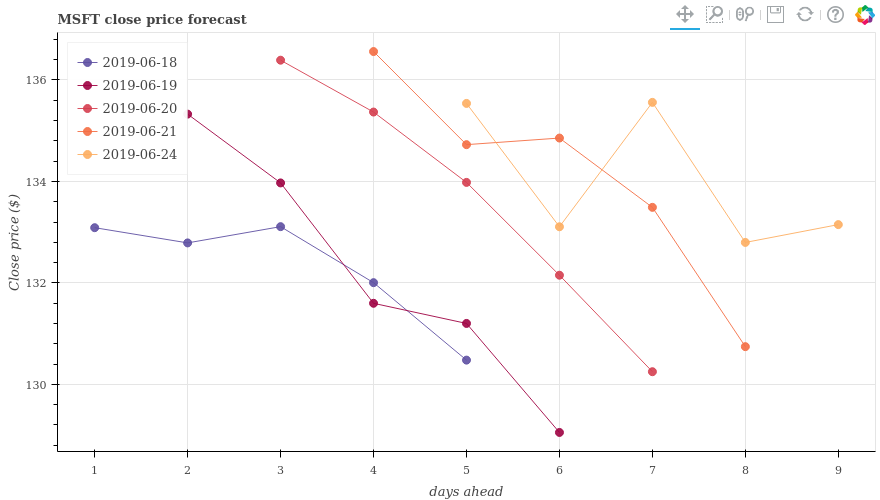 MSFT close price forecast
2019-06-18
2019-06-19
2019-06-20
2019-06-21
2019-06-24
Close price ($)
136
134
132
130
1 2 3 4 5 6 7 8 9
days ahead